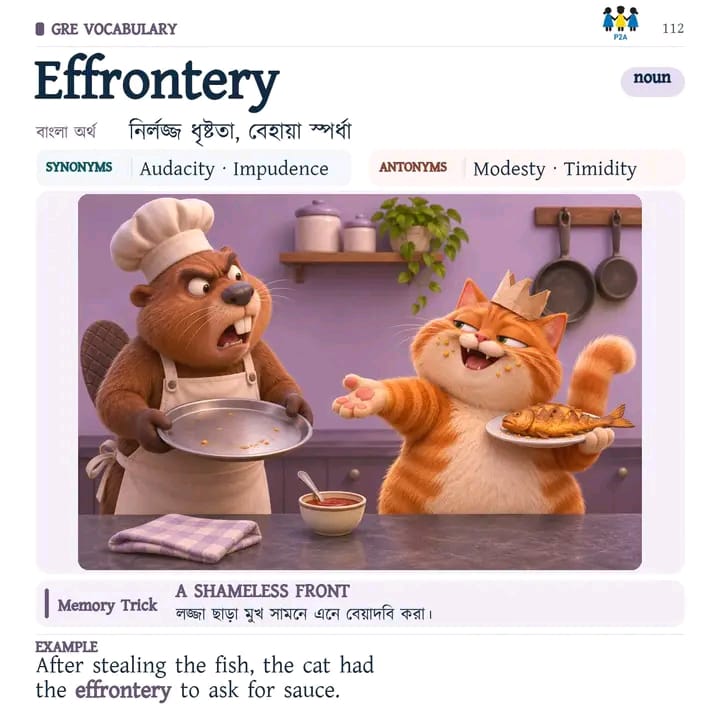 GRE VOCABULARY
P2A
112
Effrontery
noun
বাংলা অর্থ নির্লজ্জ ধৃষ্টতা, বেহায়া স্পর্ধা
SYNONYMS Audacity · Impudence
ANTONYMS Modesty · Timidity
Memory Trick
A SHAMELESS FRONT
লজ্জা ছাড়া মুখ সামনে এনে বেয়াদবি করা।
EXAMPLE
After stealing the fish, the cat had
the effrontery to ask for sauce.